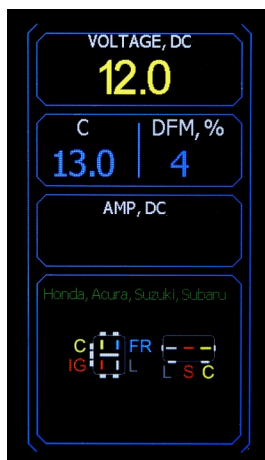 VOLTAGE, DC
12.0
C DFM, %
13.0 4
AMP, DC
Honda, Acura, Suzuki, Subaru
C FR
IG L
L S C